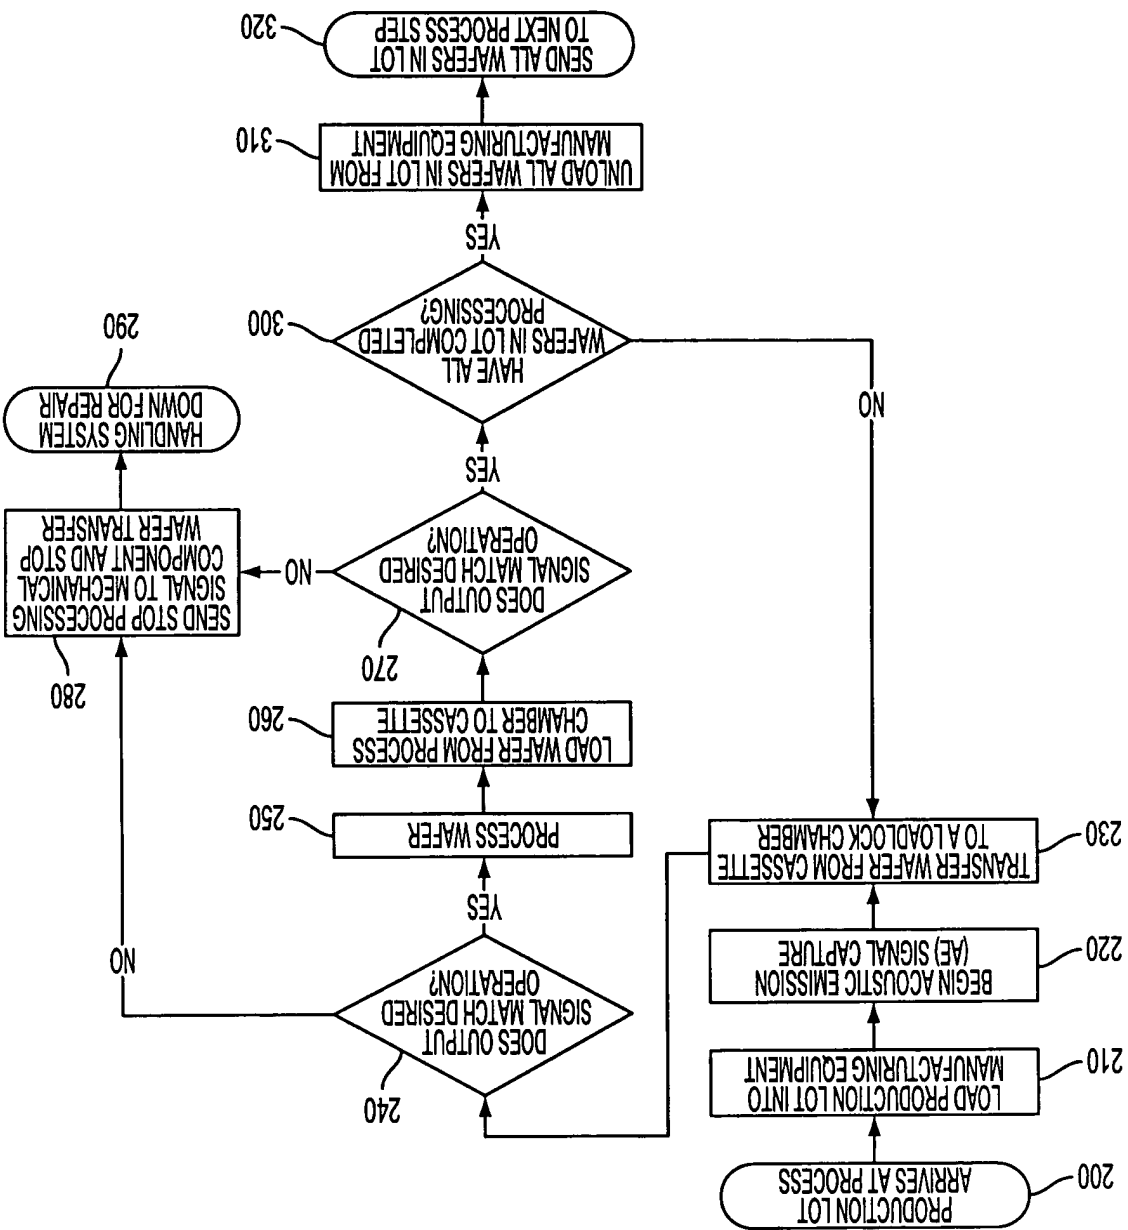 PRODUCTION LOT
ARRIVES AT PROCESS
200
LOAD PRODUCTION LOT INTO
MANUFACTURING EQUIPMENT
210
BEGIN ACOUSTIC EMISSION
(AE) SIGNAL CAPTURE
220
TRANSFER WAFER FROM CASSETTE
TO A LOADLOCK CHAMBER
230
240
DOES OUTPUT
SIGNAL MATCH DESIRED
OPERATION?
NO
YES
PROCESS WAFER
250
LOAD WAFER FROM PROCESS
CHAMBER TO CASSETTE
260
270
DOES OUTPUT
SIGNAL MATCH DESIRED
OPERATION?
NO
YES
280
SEND STOP PROCESSING
SIGNAL TO MECHANICAL
COMPONENT AND STOP
WAFER TRANSFER
HANDLING SYSTEM
DOWN FOR REPAIR
290
HAVE ALL
WAFERS IN LOT COMPLETED
PROCESSING?
300
NO
YES
UNLOAD ALL WAFERS IN LOT FROM
MANUFACTURING EQUIPMENT
310
SEND ALL WAFERS IN LOT
TO NEXT PROCESS STEP
320